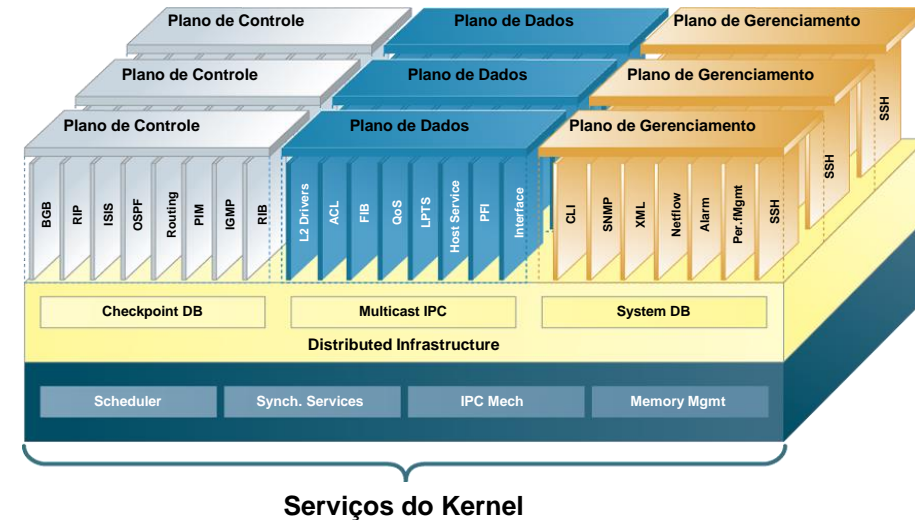 Plano de Controle
Plano de Dados
Plano de Gerenciamento
Plano de Controle
Plano de Dados
Plano de Gerenciamento
Plano de Controle
Plano de Dados
Plano de Gerenciamento
BGB
RIP
ISIS
OSPF
Routing
PIM
IGMP
RIB
L2 Drivers
ACL
FIB
QoS
LPTS
Host Service
PFI
Interface
CLI
SNMP
XML
Netflow
Alarm
Per.fMgmt
SSH
SSH
SSH
Checkpoint DB
Multicast IPC
System DB
Distributed Infrastructure
Scheduler
Synch. Services
IPC Mech
Memory Mgmt
Serviços do Kernel